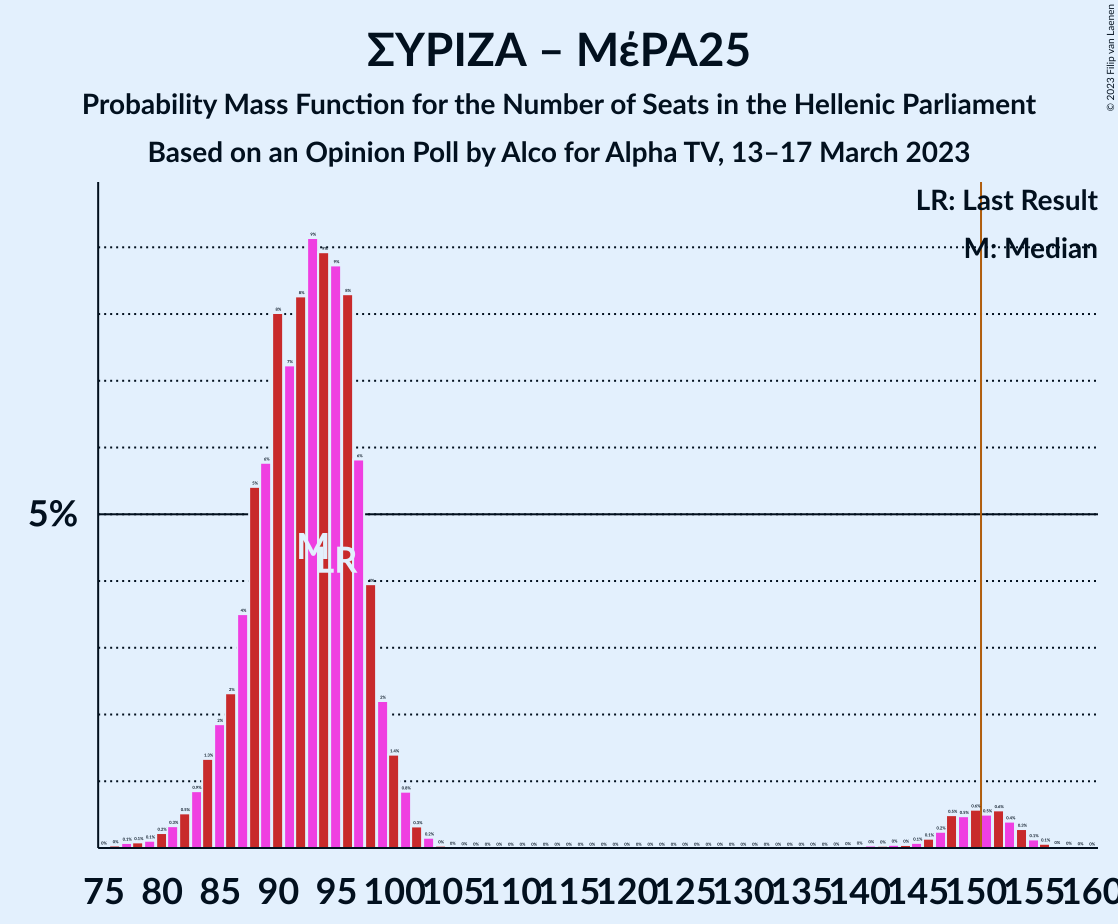 ΣΥΡΙΖΑ – ΜέΡΑ25
Probability Mass Function for the Number of Seats in the Hellenic Parliament
Based on an Opinion Poll by Alco for Alpha TV, 13–17 March 2023
© 2023 Filip van Laenen
LR: Last Result
M: Median
5%
M
LR
75 80 85 90 95 100 105 110 115 120 125 130 135 140 145 150 155 160